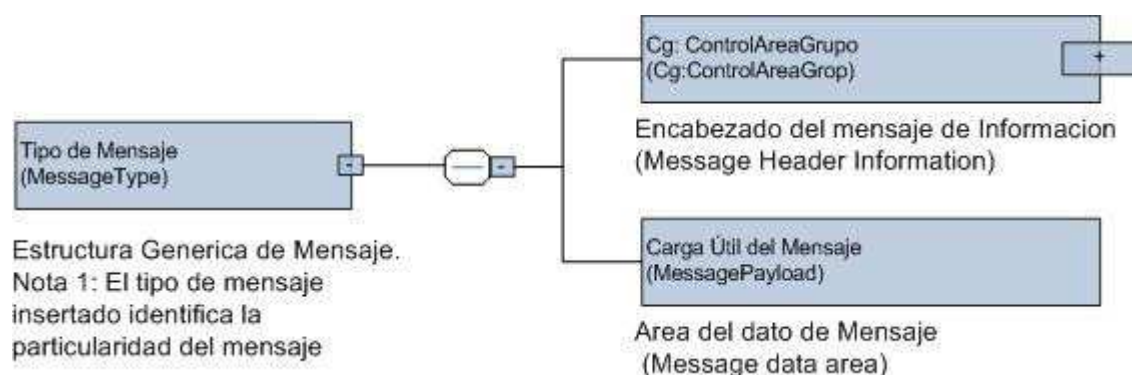 Cg: ControlAreaGrupo
(Cg:ControlAreaGrop)
+
Encabezado del mensaje de Informacion
(Message Header Information)
Tipo de Mensaje
(MessageType)
-
-
Estructura Generica de Mensaje.
Nota 1: El tipo de mensaje
insertado identifica la
particularidad del mensaje
Carga Útil del Mensaje
(MessagePayload)
Area del dato de Mensaje
(Message data area)